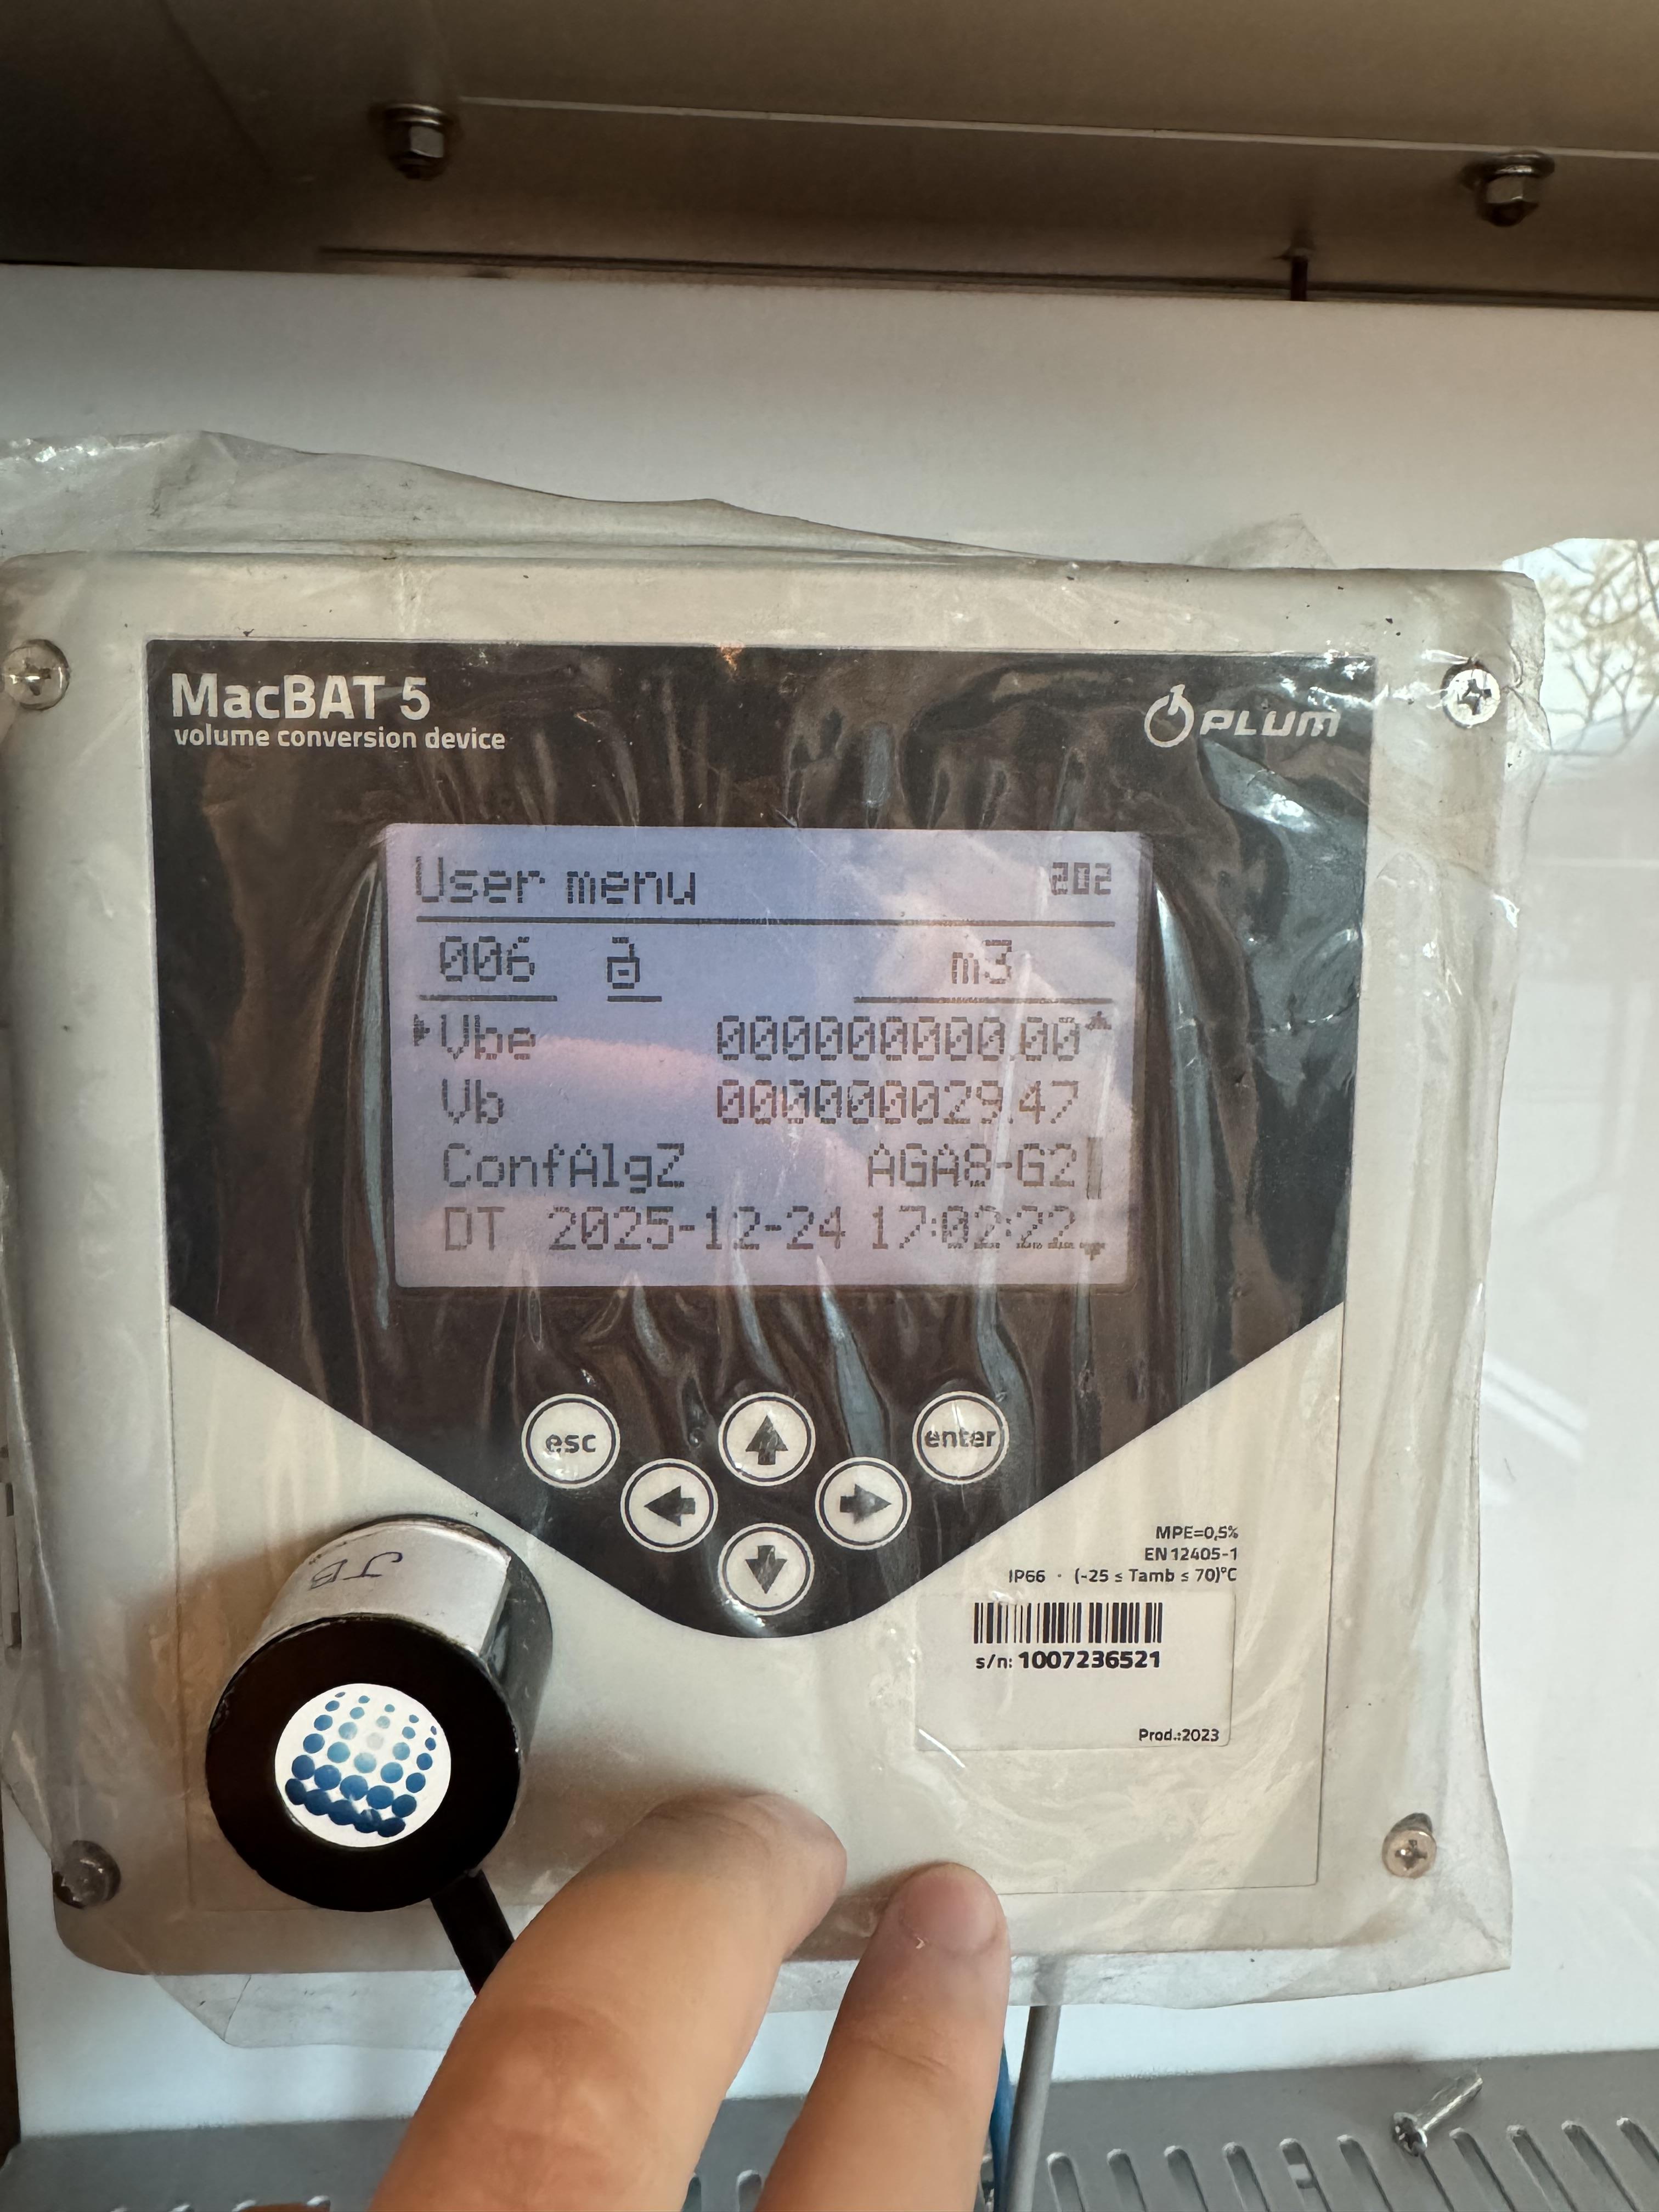 MacBAT 5
volume conversion device
PLUM
User menu 202
006 m3
Vbe 000000000.00
Vb 000000029.47
ConfAlgZ AGA8-G2
DT 2025-12-24 17:02:22
esc
enter
JB
MPE=0,5%
EN 12405-1
IP66 · (-25 ≤ Tamb ≤ 70)°C
s/n: 1007236521
Prod.:2023